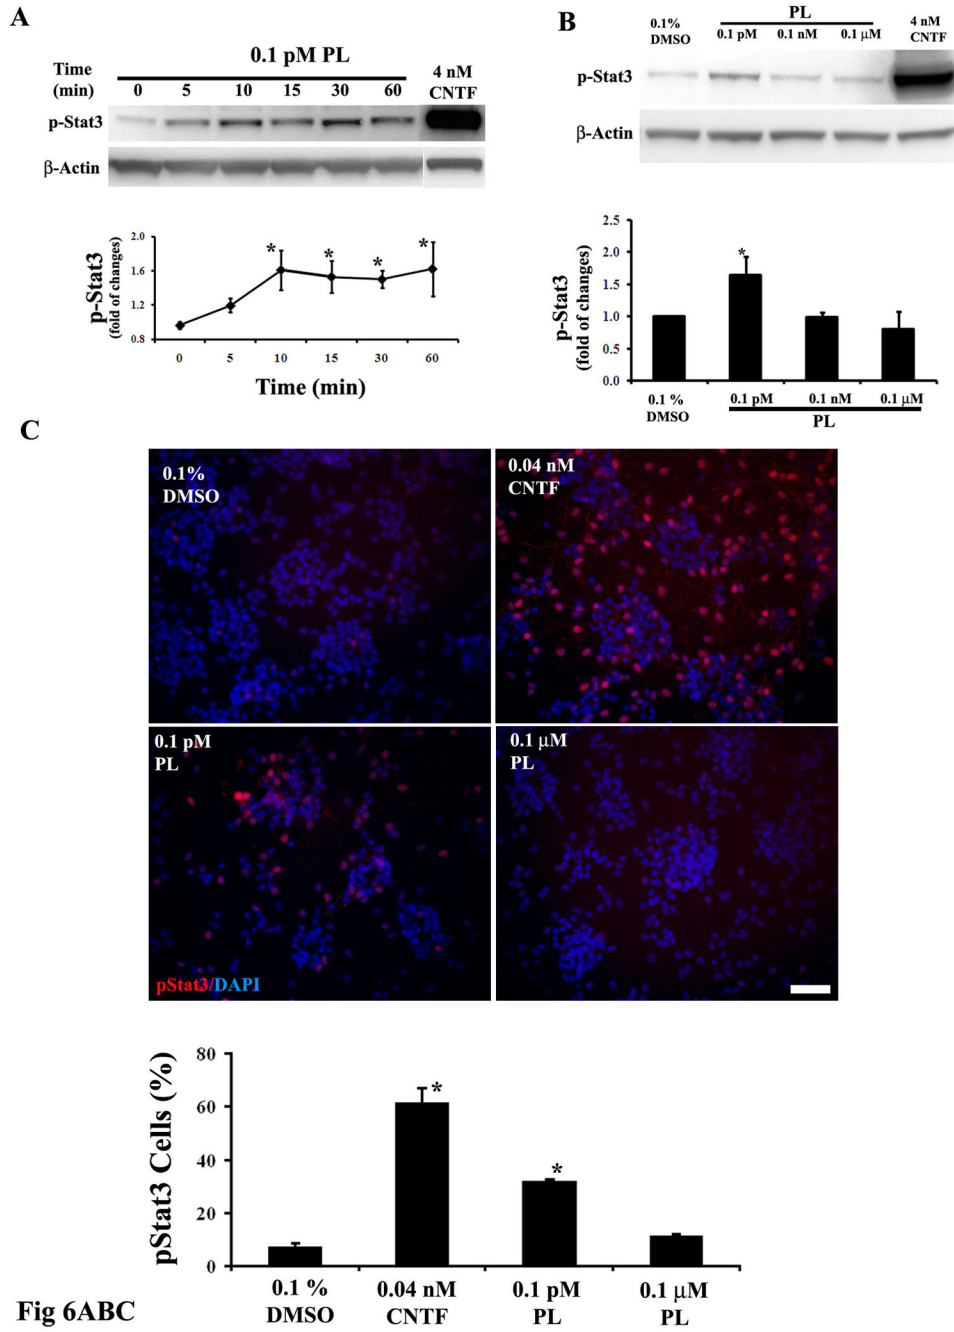 A
0.1 pM PL
Time
(min)
0 5 10 15 30 60
4 nM
CNTF
p-Stat3
β-Actin
p-Stat3
(fold of changes)
2.0
1.6
1.2
0.8
* * * *
0 5 10 15 30 60
Time (min)
B
0.1%
DMSO
PL
0.1 pM 0.1 nM 0.1 μM
4 nM
CNTF
p-Stat3
β-Actin
p-Stat3
(fold of changes)
2.5
2.0
1.5
1.0
0.5
0.0
*
0.1 %
DMSO
0.1 pM 0.1 nM 0.1 μM
PL
C
0.1%
DMSO
0.04 nM
CNTF
0.1 pM
PL
0.1 μM
PL
pStat3/DAPI
pStat3 Cells (%)
80
60
40
20
0
* *
0.1 %
DMSO
0.04 nM
CNTF
0.1 pM
PL
0.1 μM
PL
Fig 6ABC